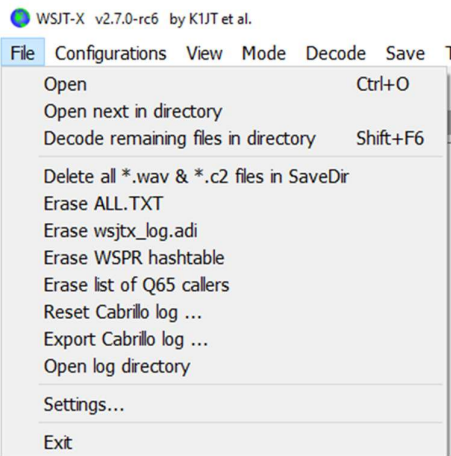 WSJT-X v2.7.0-rc6 by K1JT et al.
File Configurations View Mode Decode Save
Open Ctrl+O
Open next in directory
Decode remaining files in directory Shift+F6
Delete all *.wav & *.c2 files in SaveDir
Erase ALL.TXT
Erase wsjtx_log.adi
Erase WSPR hashtable
Erase list of Q65 callers
Reset Cabrillo log ...
Export Cabrillo log ...
Open log directory
Settings...
Exit